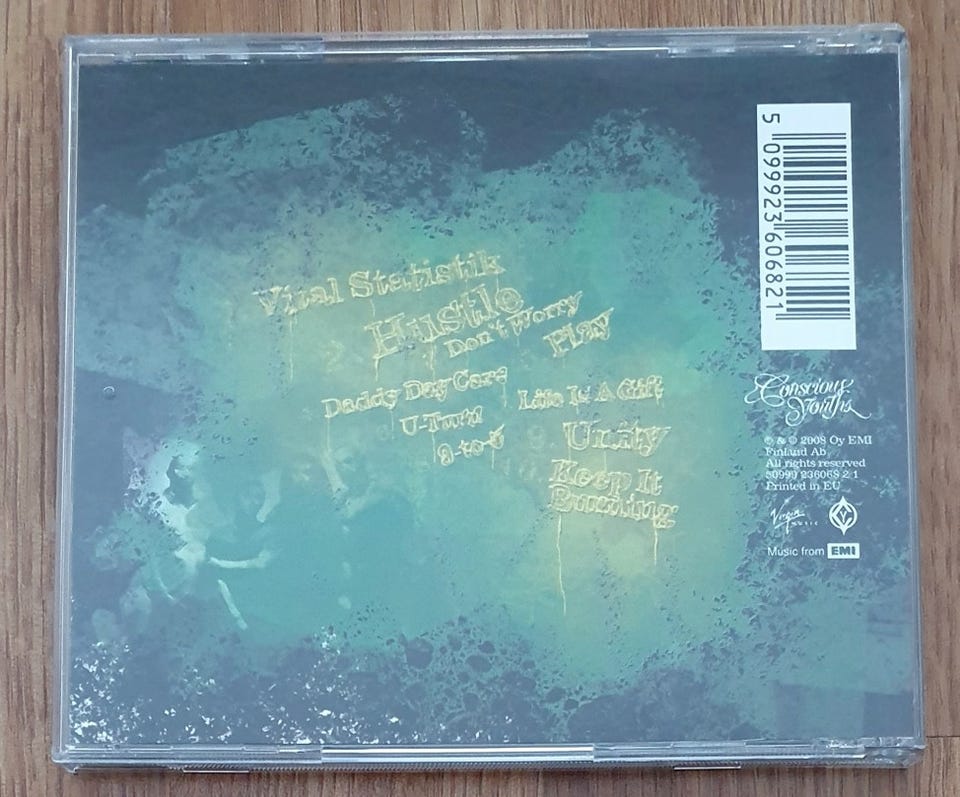 Vital Statistik
Hustle
Don't Worry
Play
Daddy Day Care
U-Turn
9-to-5
Life Is A Gift
Unity
Keep It
Burning
5 099923 606821
Conscious
Youths
℗ & © 2008 Oy EMI
Finland Ab
All rights reserved
50999 236068 2 1
Printed in EU
Virgin
MUSIC
Music from EMI